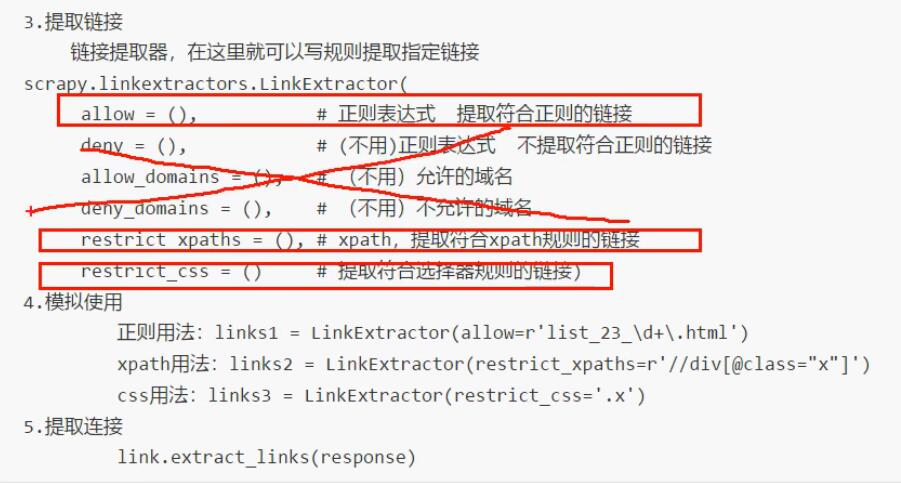 3.提取链接
链接提取器，在这里就可以写规则提取指定链接
scrapy.linkextractors.LinkExtractor(
allow = (),           # 正则表达式  提取符合正则的链接
deny = (),            # (不用)正则表达式  不提取符合正则的链接
allow_domains = (),   # （不用）允许的域名
deny_domains = (),    # （不用）不允许的域名
restrict_xpaths = (), # xpath，提取符合xpath规则的链接
restrict_css = ()     # 提取符合选择器规则的链接)
4.模拟使用
正则用法：links1 = LinkExtractor(allow=r'list_23_\d+\.html')
xpath用法：links2 = LinkExtractor(restrict_xpaths=r'//div[@class="x"]')
css用法：links3 = LinkExtractor(restrict_css='.x')
5.提取连接
link.extract_links(response)